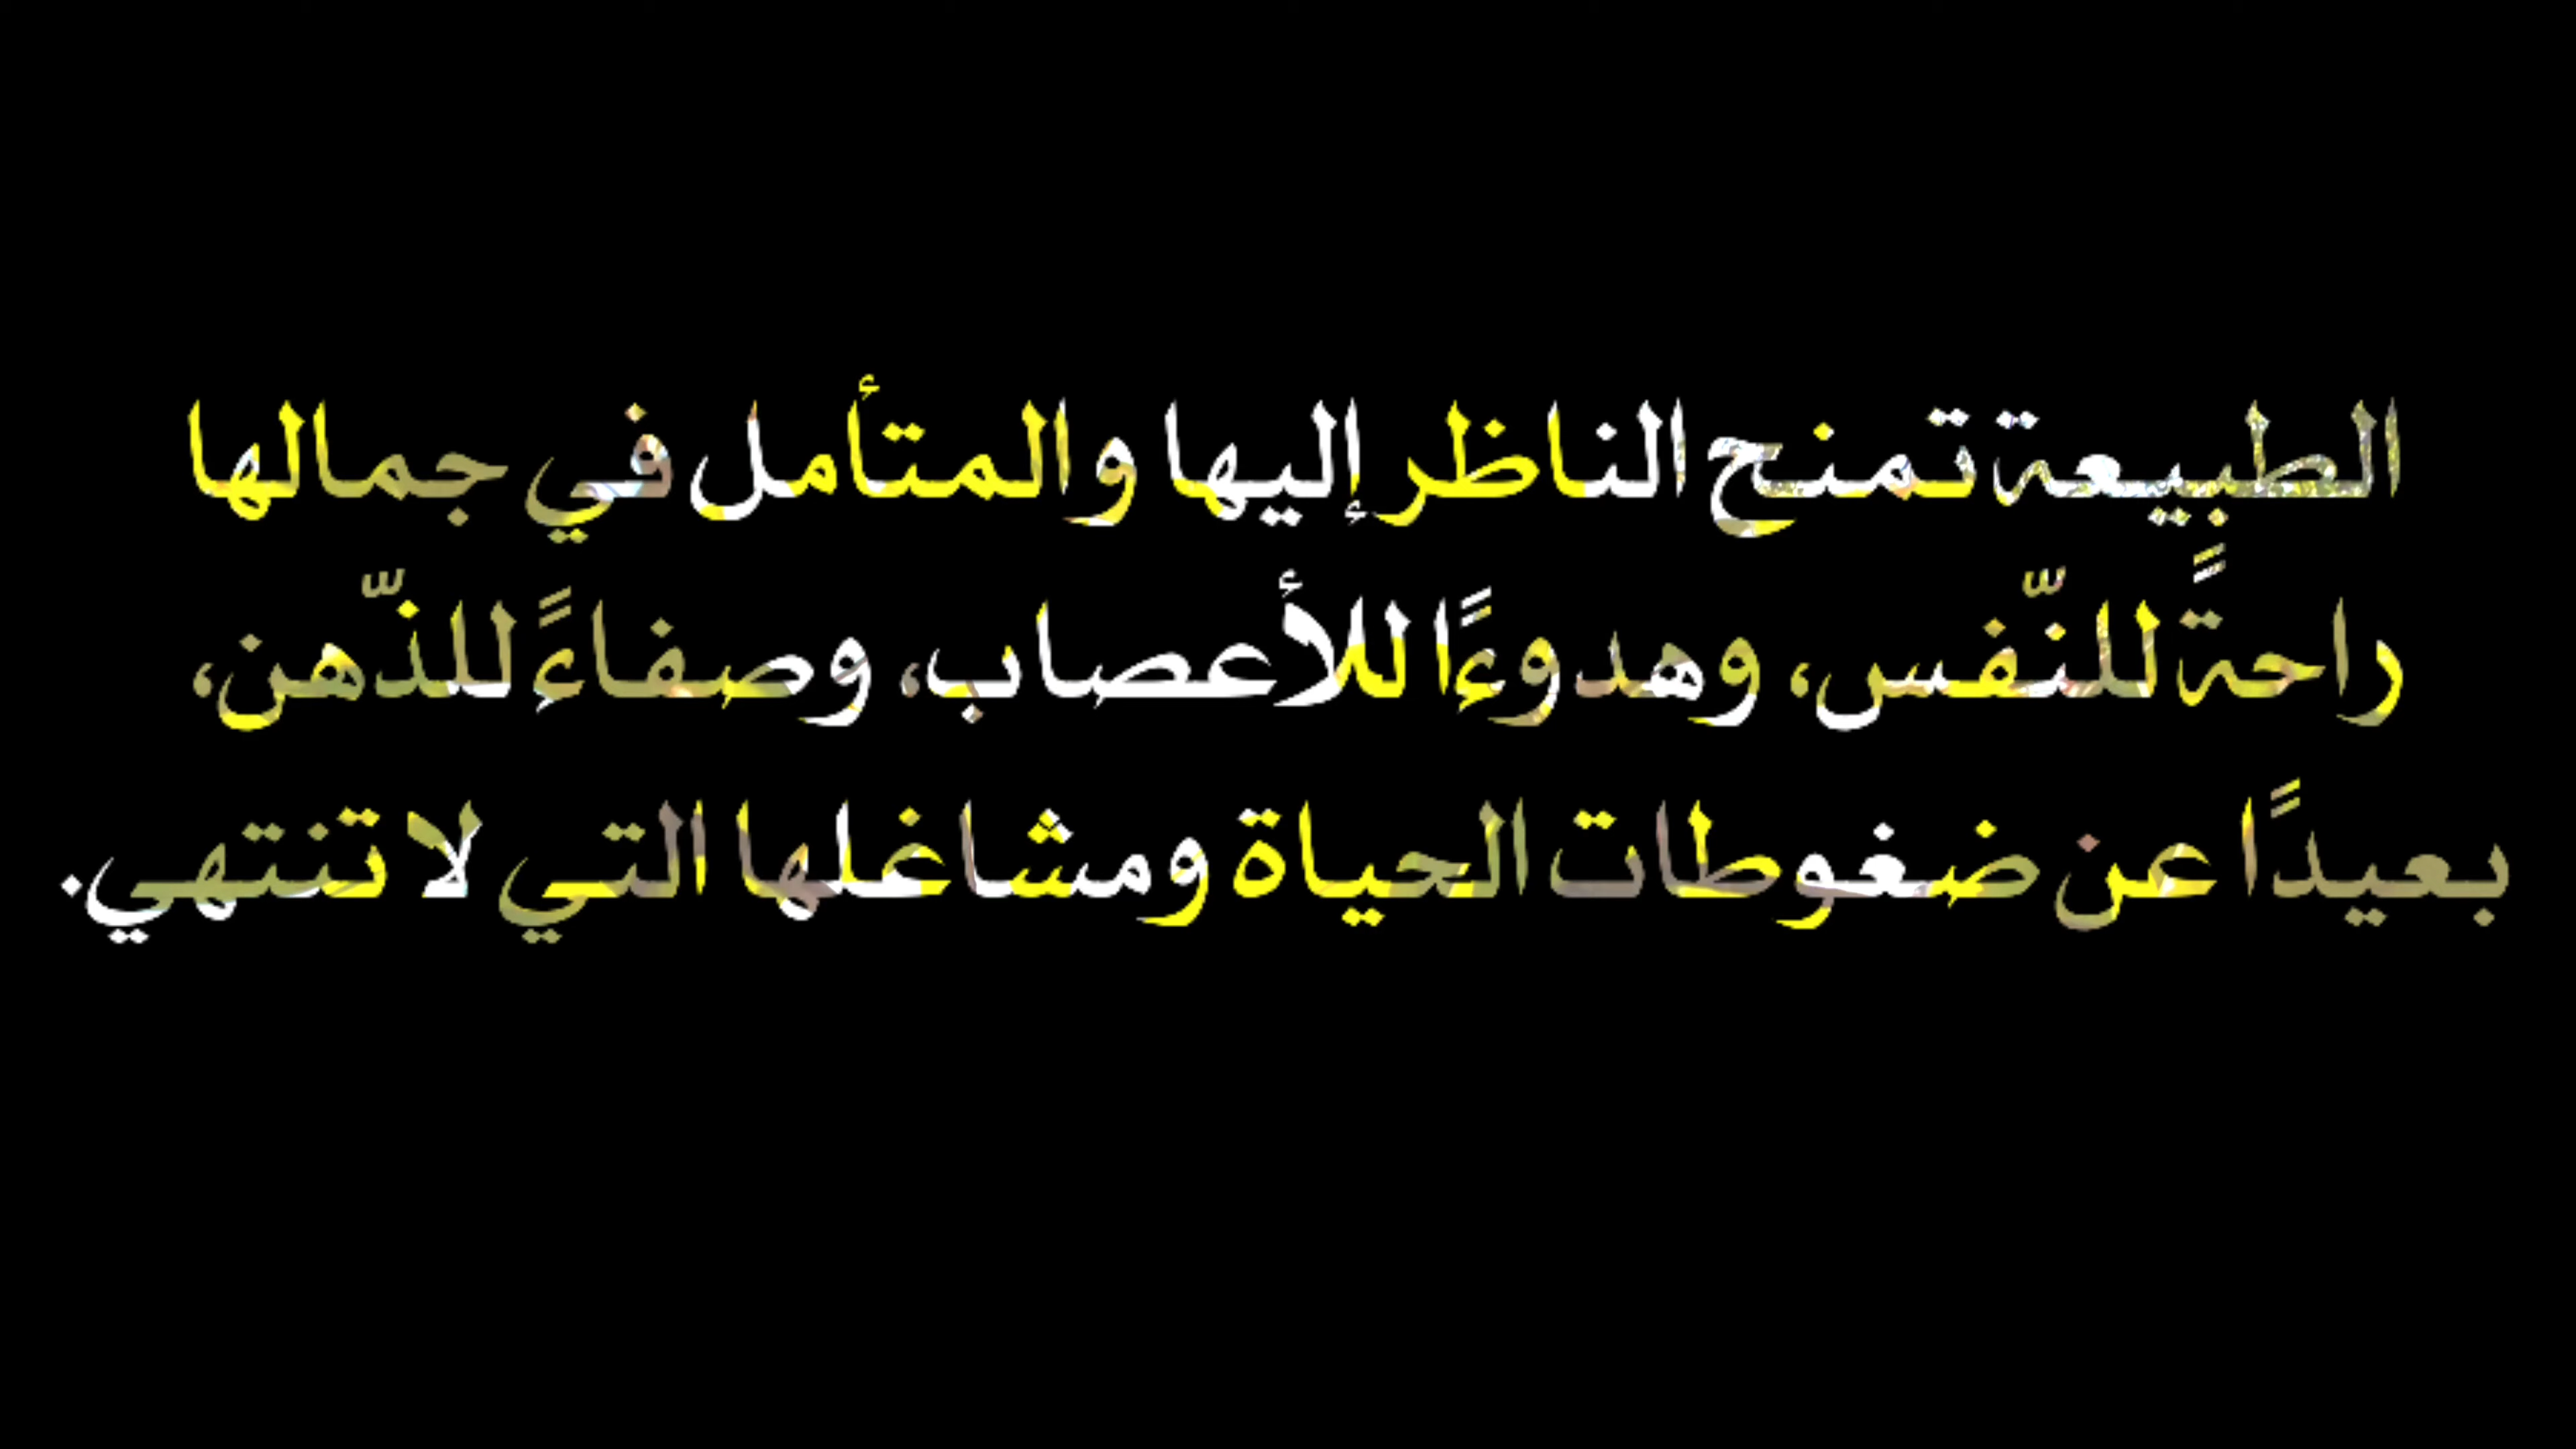 الطبيعة تمنح الناظر إليها والمتأمل في جمالها
راحةً للنّفس، وهدوءًا للأعصاب، وصفاءً للذّهن،
بعيدًا عن ضغوطات الحياة ومشاغلها التي لا تنتهي.